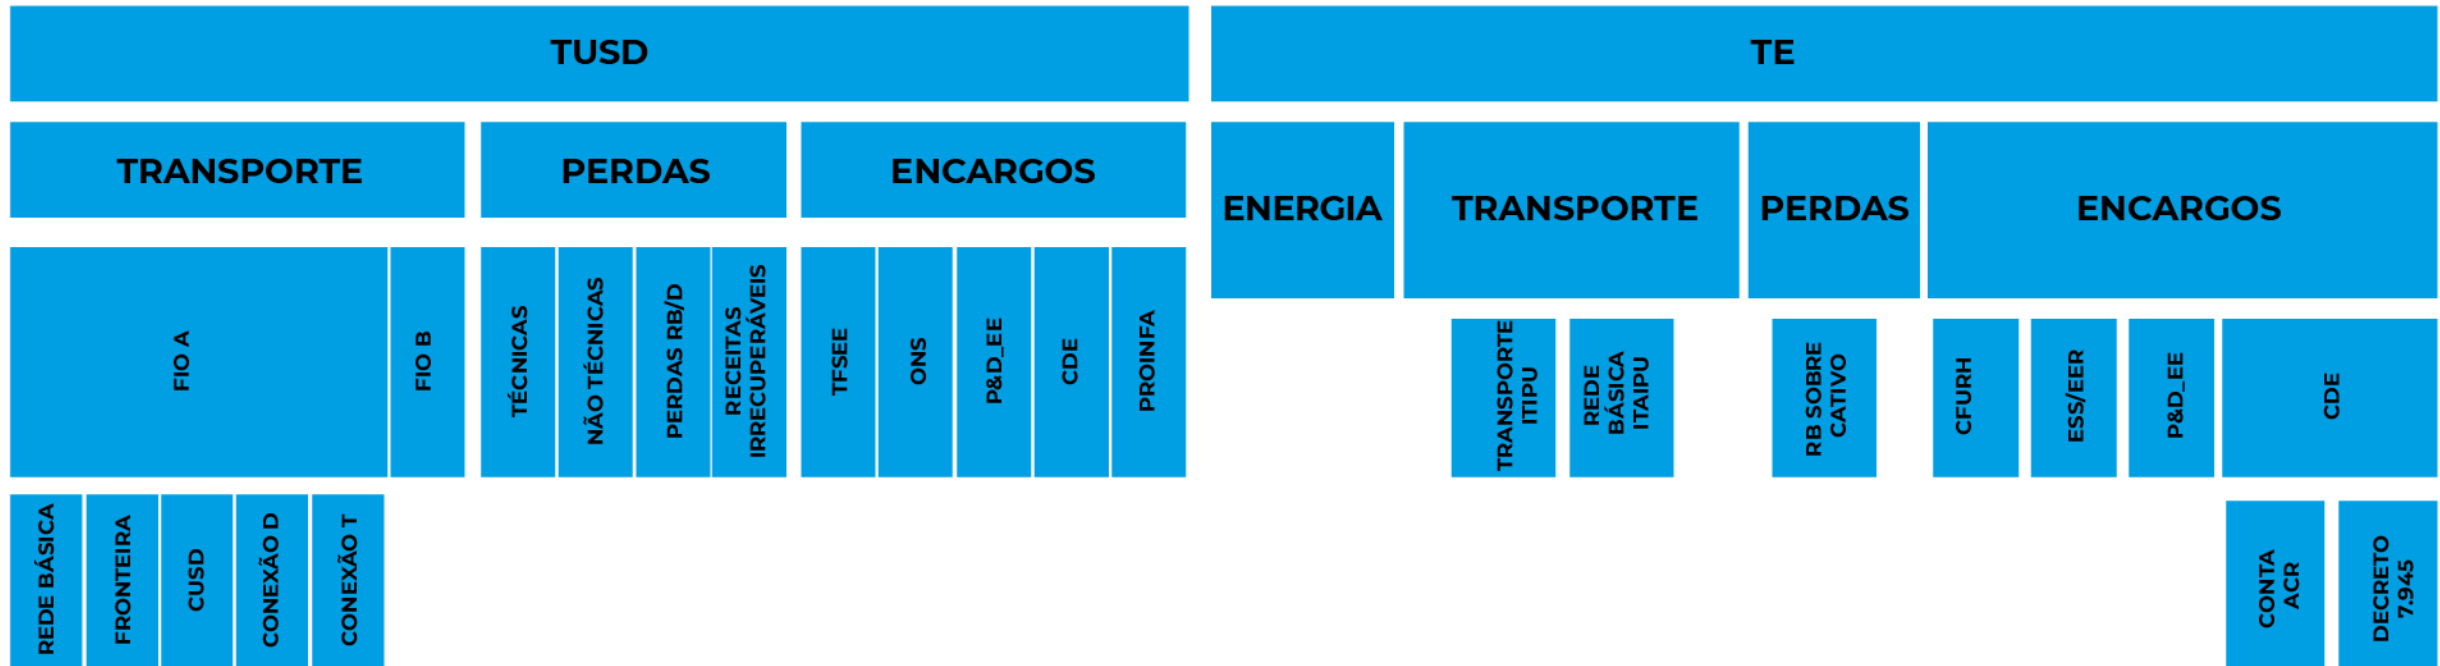 TUSD
TE
TRANSPORTE
PERDAS
ENCARGOS
ENERGIA
TRANSPORTE
PERDAS
ENCARGOS
FIO A
FIO B
TÉCNICAS
NÃO TÉCNICAS
PERDAS RB/D
RECEITAS
IRRECUPERÁVEIS
TFSEE
ONS
P&D_EE
CDE
PROINFA
TRANSPORTE
ITIPU
REDE
BÁSICA
ITAIPU
RB SOBRE
CATIVO
CFURH
ESS/EER
P&D_EE
CDE
REDE BÁSICA
FRONTEIRA
CUSD
CONEXÃO D
CONEXÃO T
CONTA
ACR
DECRETO
7.945